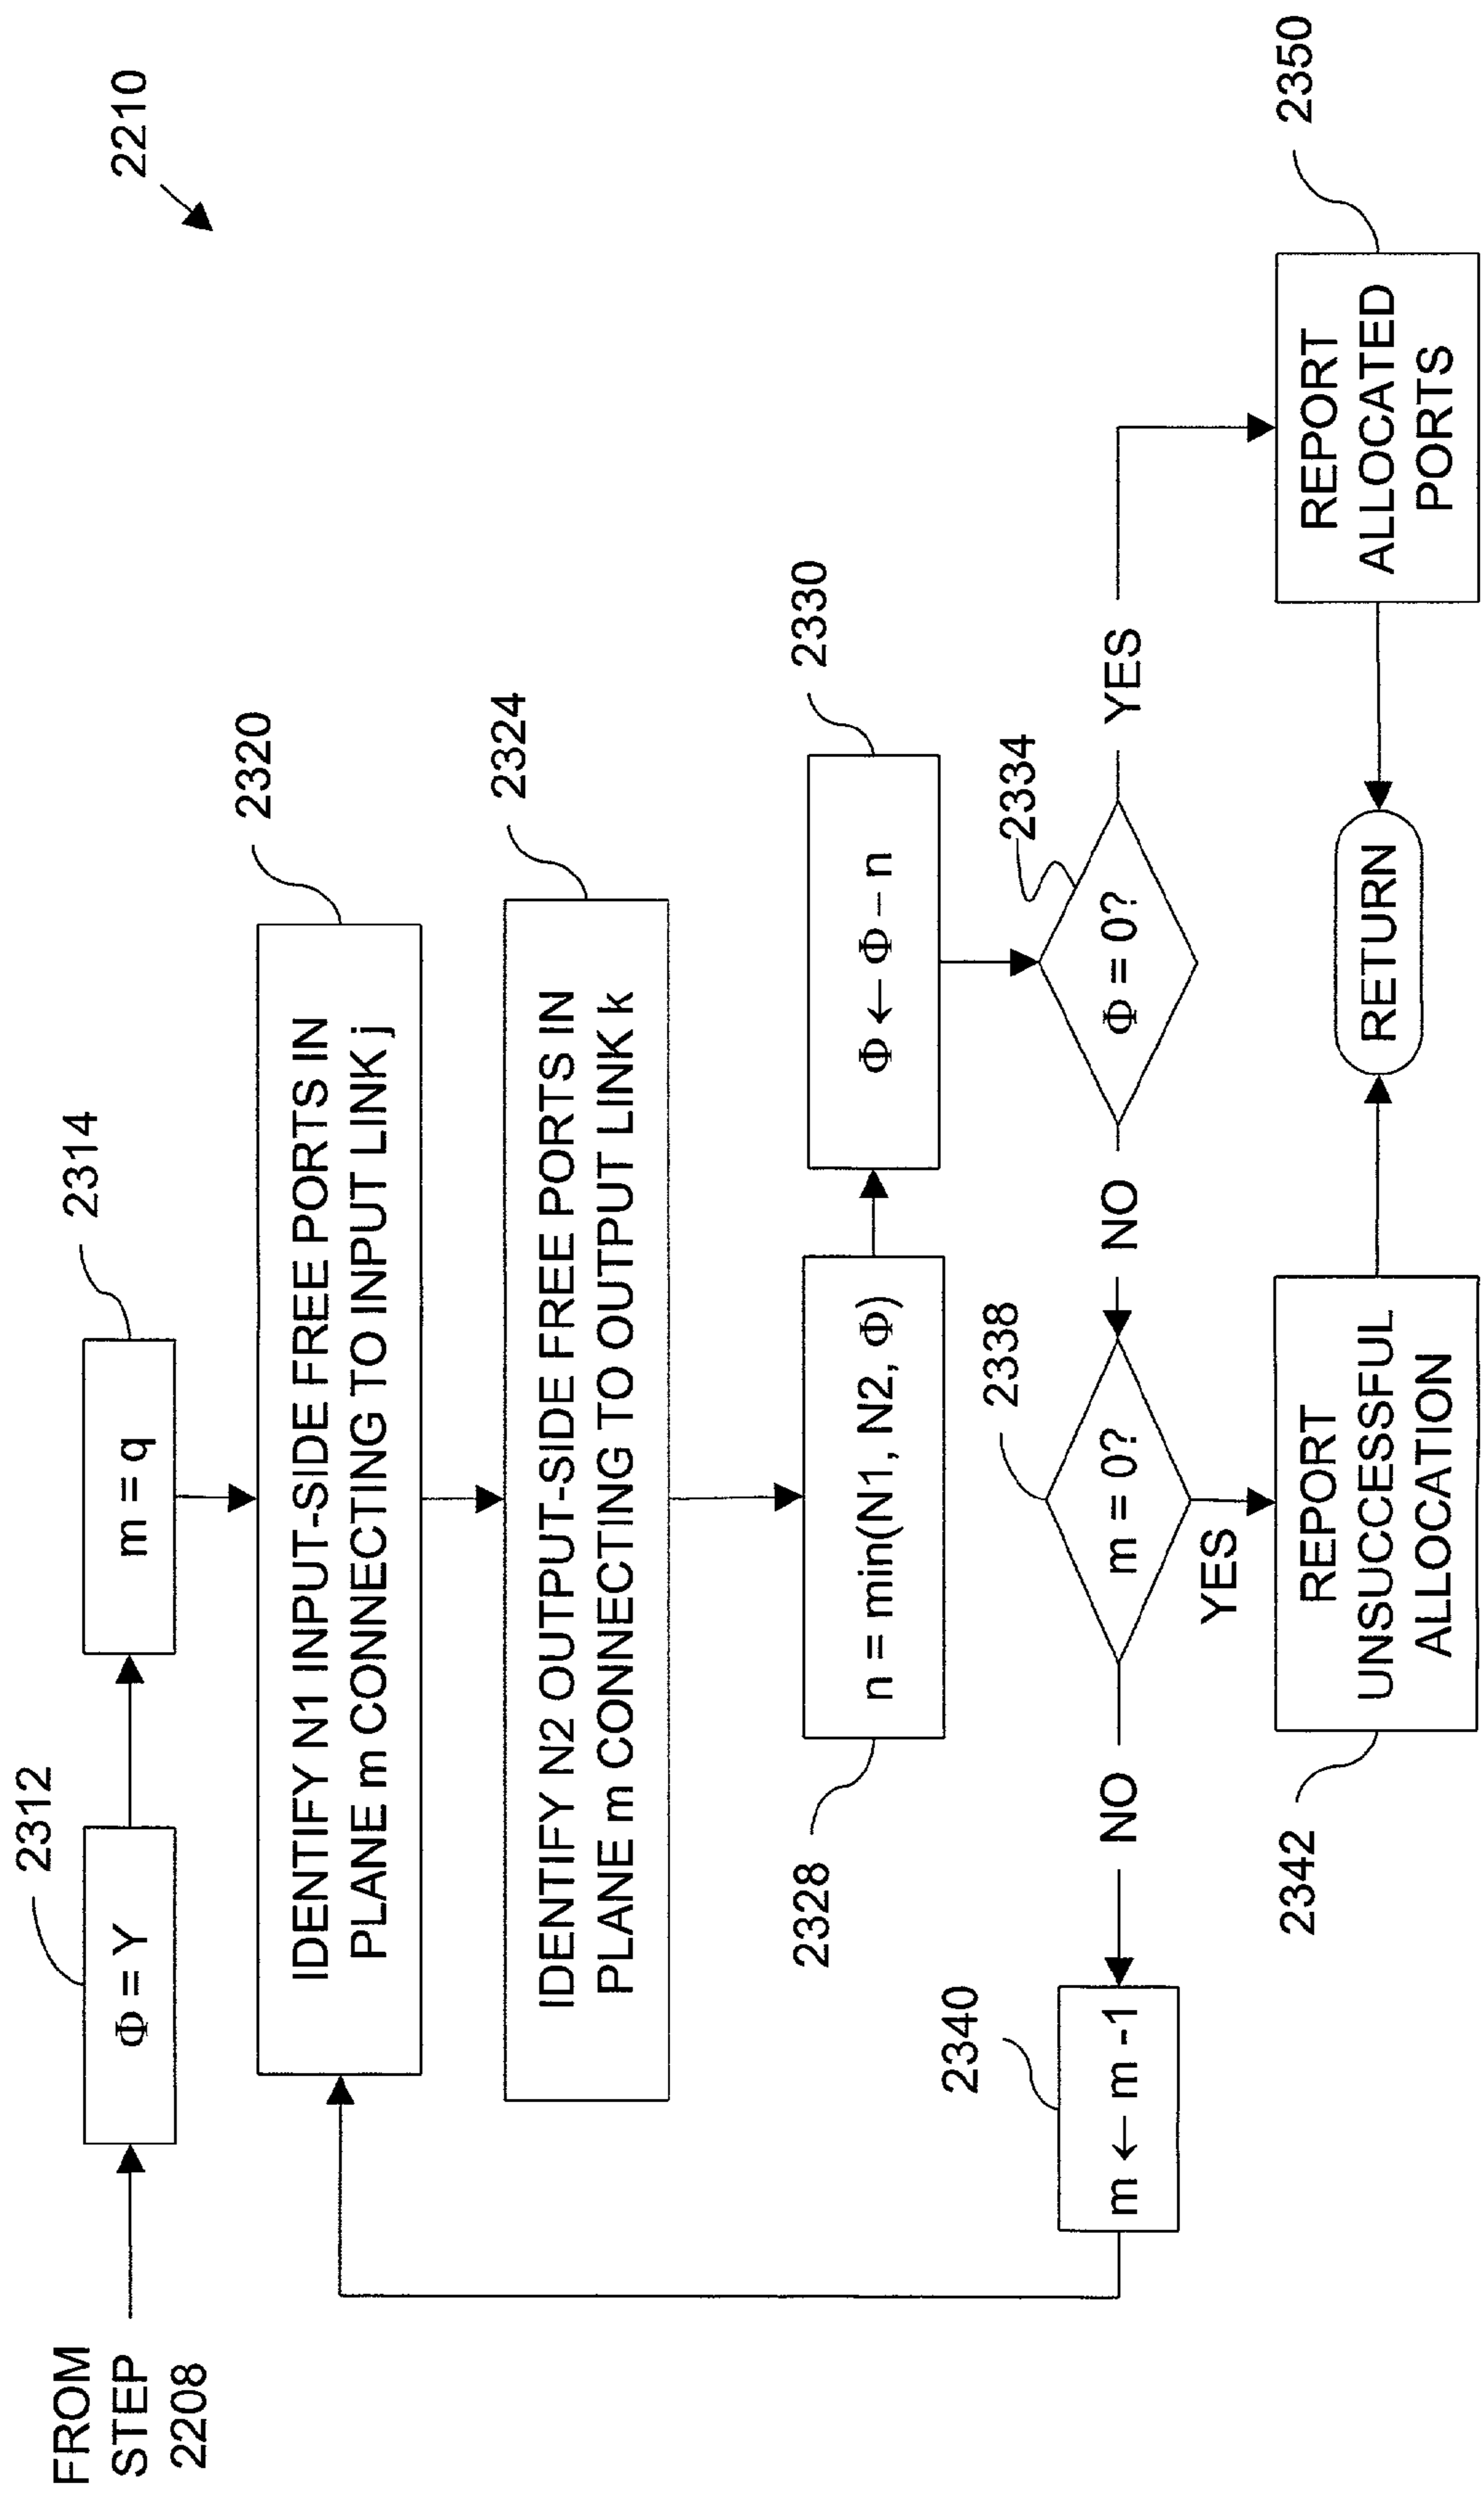 2210
FROM
STEP
2208
2312
Φ = Y
2314
m = q
2320
IDENTIFY N1 INPUT-SIDE FREE PORTS IN
PLANE m CONNECTING TO INPUT LINK j
2324
IDENTIFY N2 OUTPUT-SIDE FREE PORTS IN
PLANE m CONNECTING TO OUTPUT LINK k
2328
n = min(N1, N2, Φ)
2330
Φ ← Φ – n
2334
Φ = 0?
YES
NO
2338
m = 0?
NO
YES
2340
m ← m -1
2342
REPORT
UNSUCCESSFUL
ALLOCATION
RETURN
2350
REPORT
ALLOCATED
PORTS